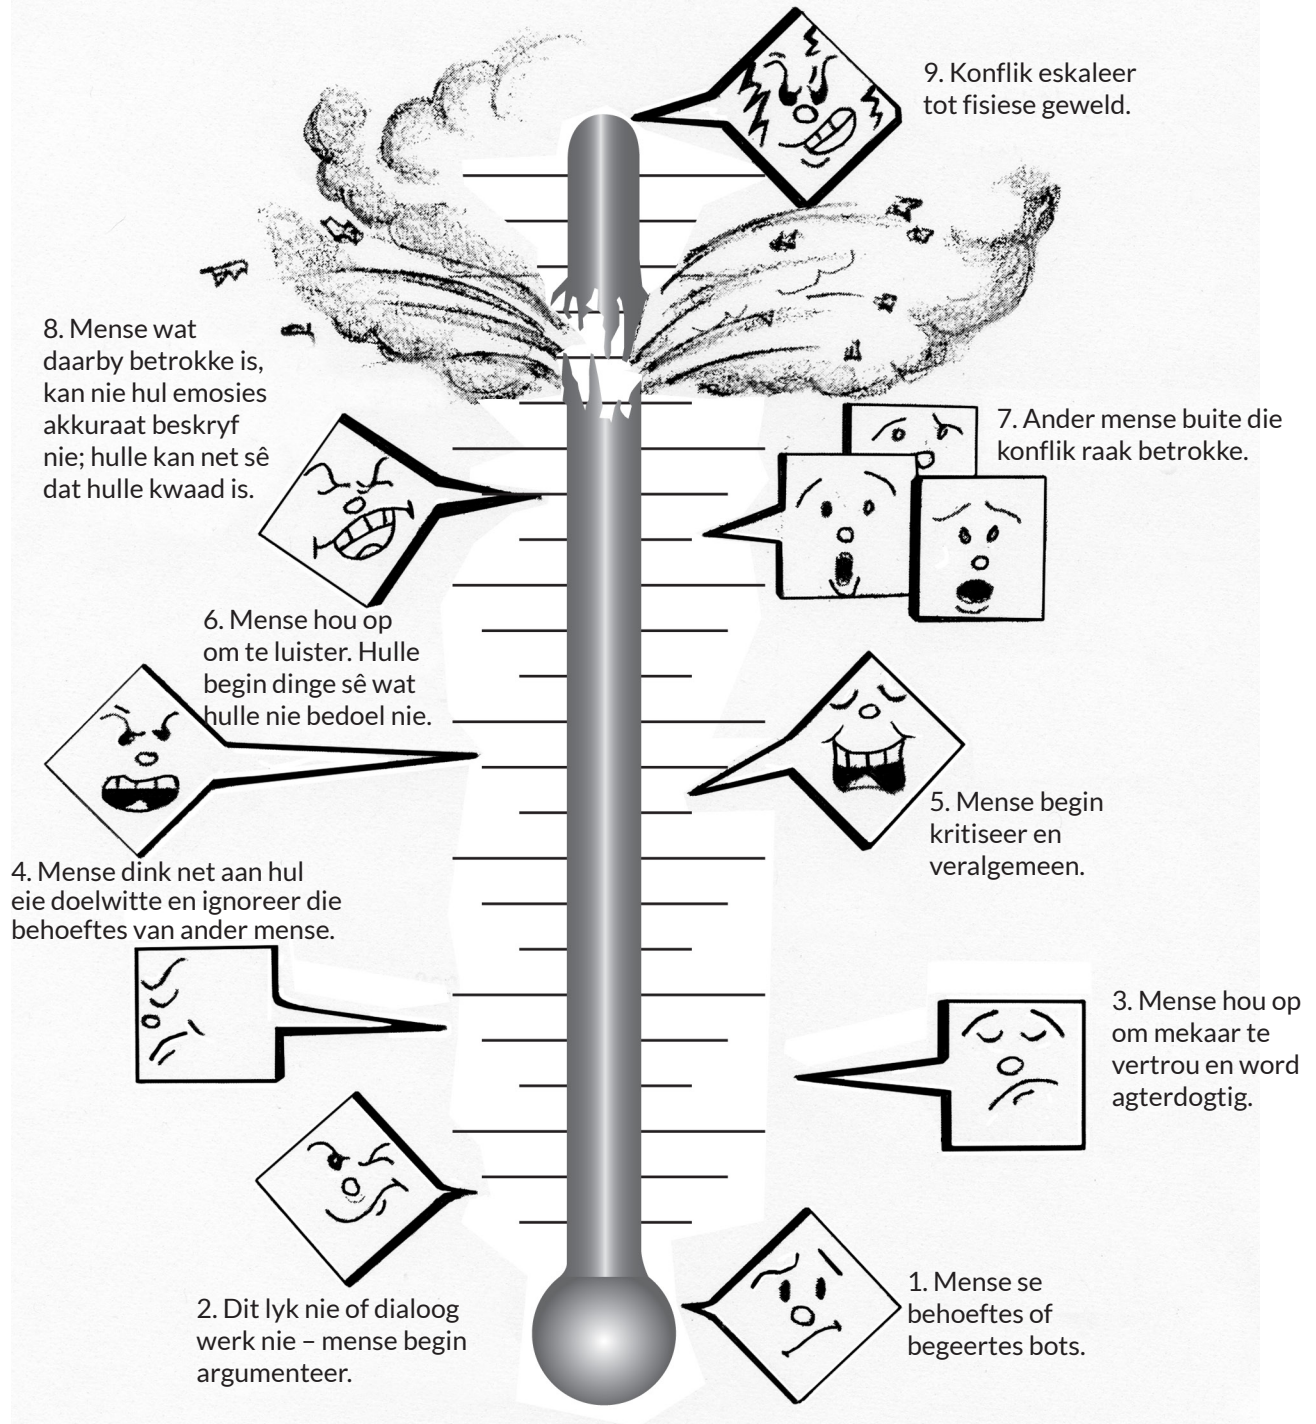 9. Konflik eskaleer
tot fisiese geweld.
8. Mense wat
daarby betrokke is,
kan nie hul emosies
akkuraat beskryf
nie; hulle kan net sê
dat hulle kwaad is.
7. Ander mense buite die
konflik raak betrokke.
6. Mense hou op
om te luister. Hulle
begin dinge sê wat
hulle nie bedoel nie.
5. Mense begin
kritiseer en
veralgemeen.
4. Mense dink net aan hul
eie doelwitte en ignoreer die
behoeftes van ander mense.
3. Mense hou op
om mekaar te
vertrou en word
agterdogtig.
2. Dit lyk nie of dialoog
werk nie – mense begin
argumenteer.
1. Mense se
behoeftes of
begeertes bots.